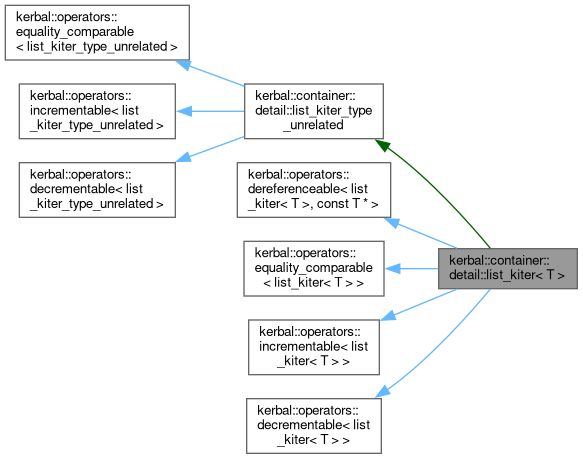 kerbal::operators::
equality_comparable
< list_kiter_type_unrelated >
kerbal::operators::
incrementable< list
_kiter_type_unrelated >
kerbal::operators::
decrementable< list
_kiter_type_unrelated >
kerbal::container::
detail::list_kiter_type
_unrelated
kerbal::operators::
dereferenceable< list
_kiter< T >, const T * >
kerbal::operators::
equality_comparable
< list_kiter< T > >
kerbal::operators::
incrementable< list
_kiter< T > >
kerbal::operators::
decrementable< list
_kiter< T > >
kerbal::container::
detail::list_kiter< T >